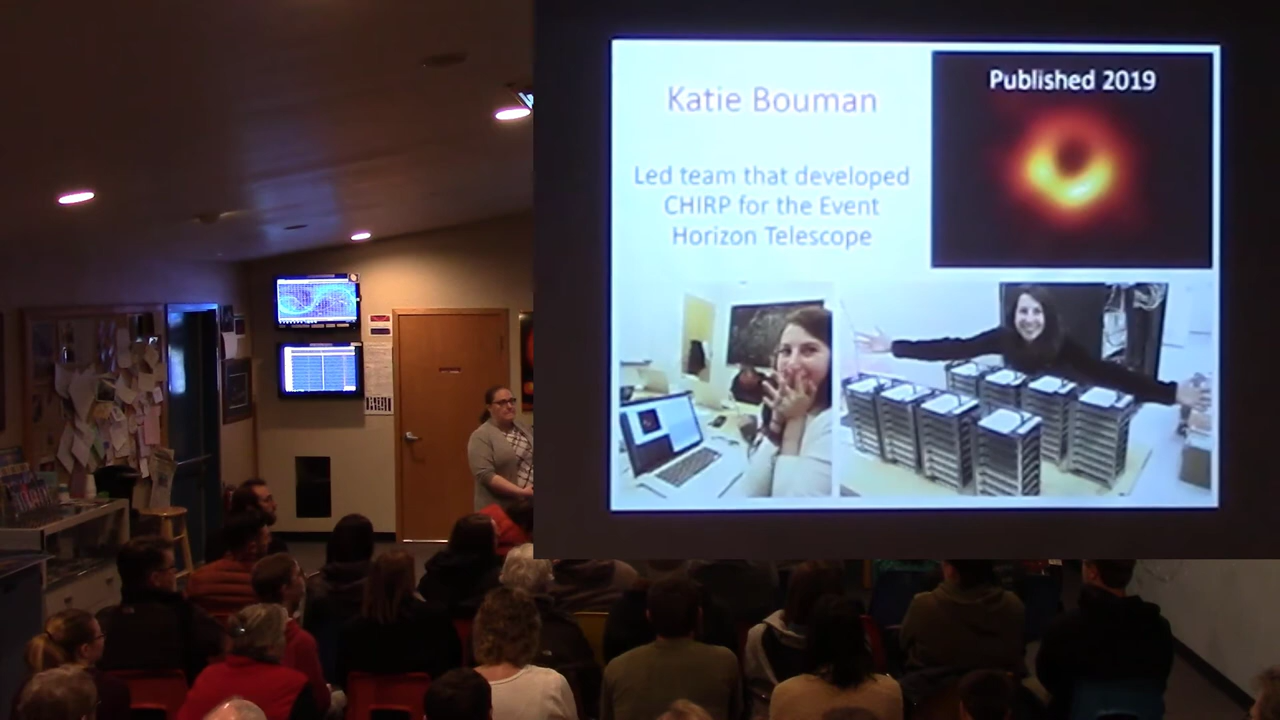 Katie Bouman
Led team that developed
CHIRP for the Event
Horizon Telescope
Published 2019